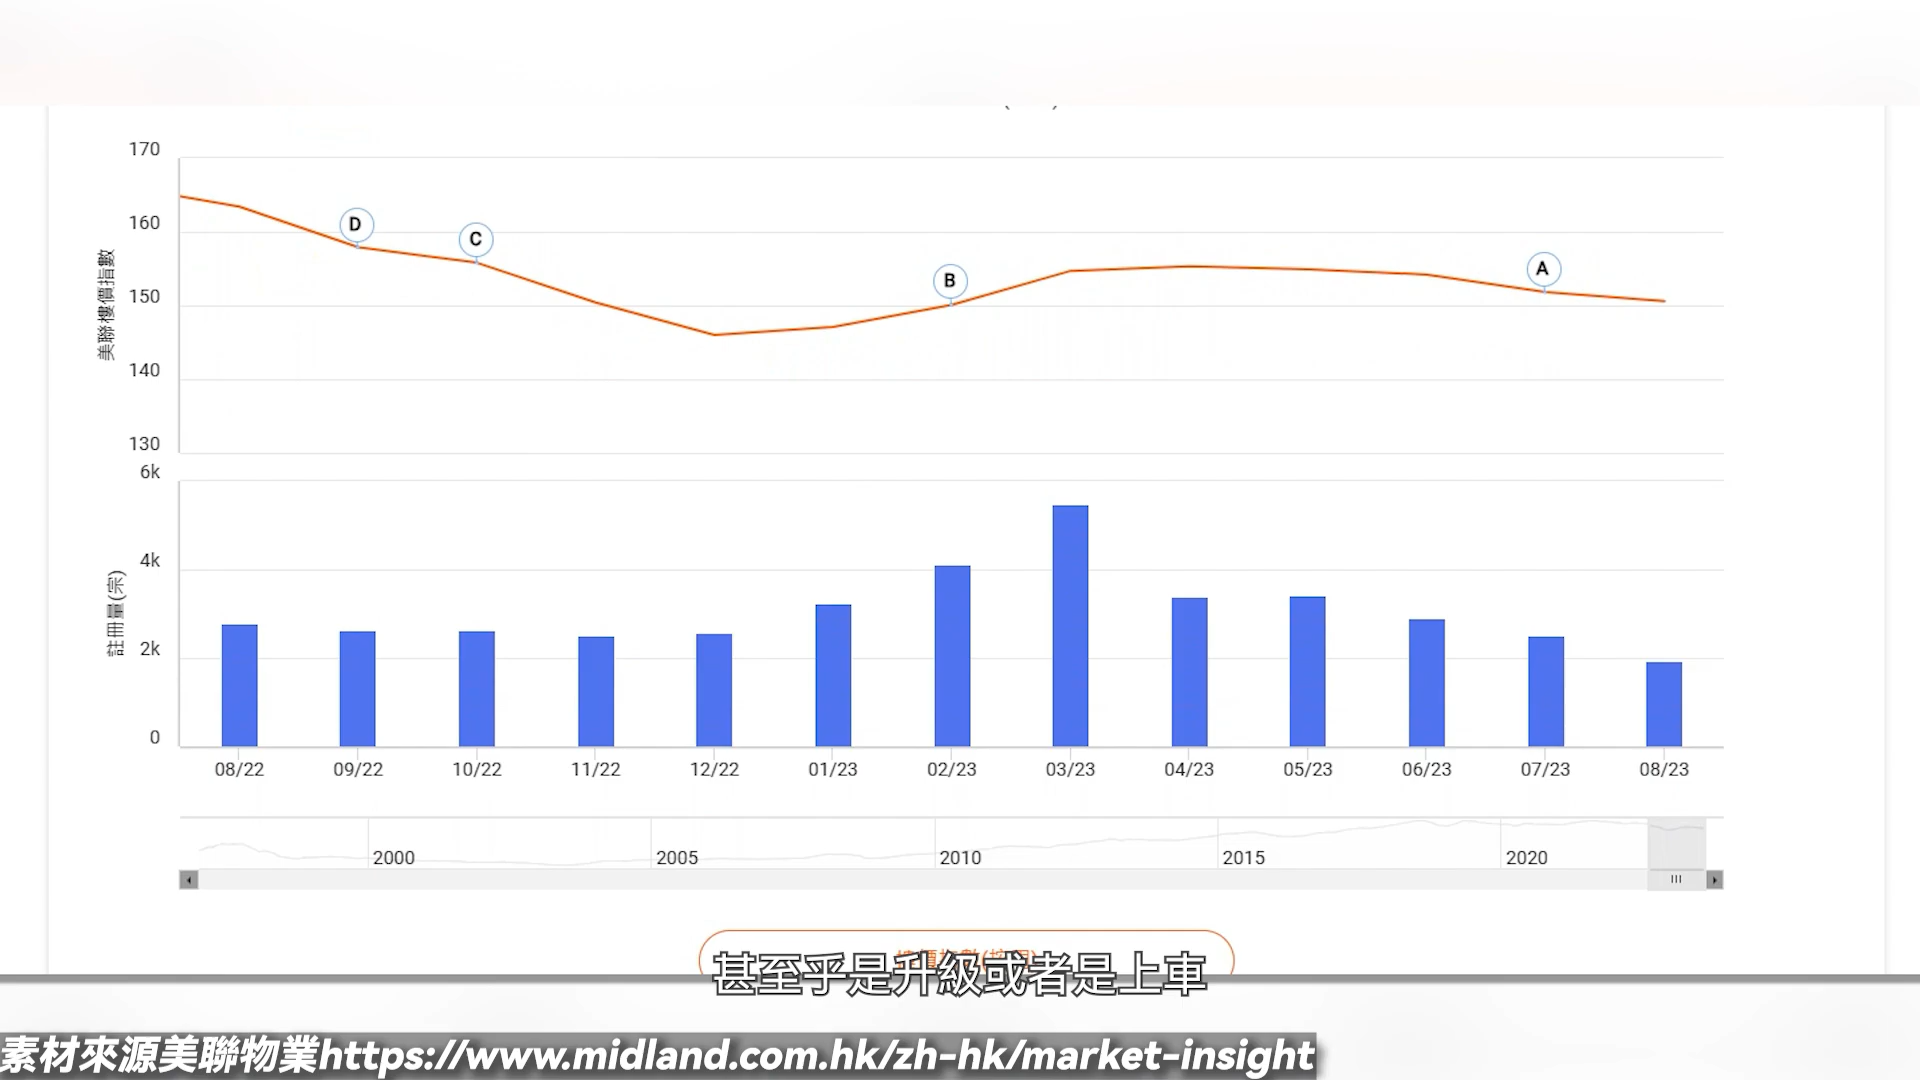 170
160
150
140
130
美聯樓價指數
D
C
B
A
6k
4k
2k
0
註冊量(宗)
08/22 09/22 10/22 11/22 12/22 01/23 02/23 03/23 04/23 05/23 06/23 07/23 08/23
2000 2005 2010 2015 2020
甚至乎是升級或者是上車
素材來源美聯物業https://www.midland.com.hk/zh-hk/market-insight